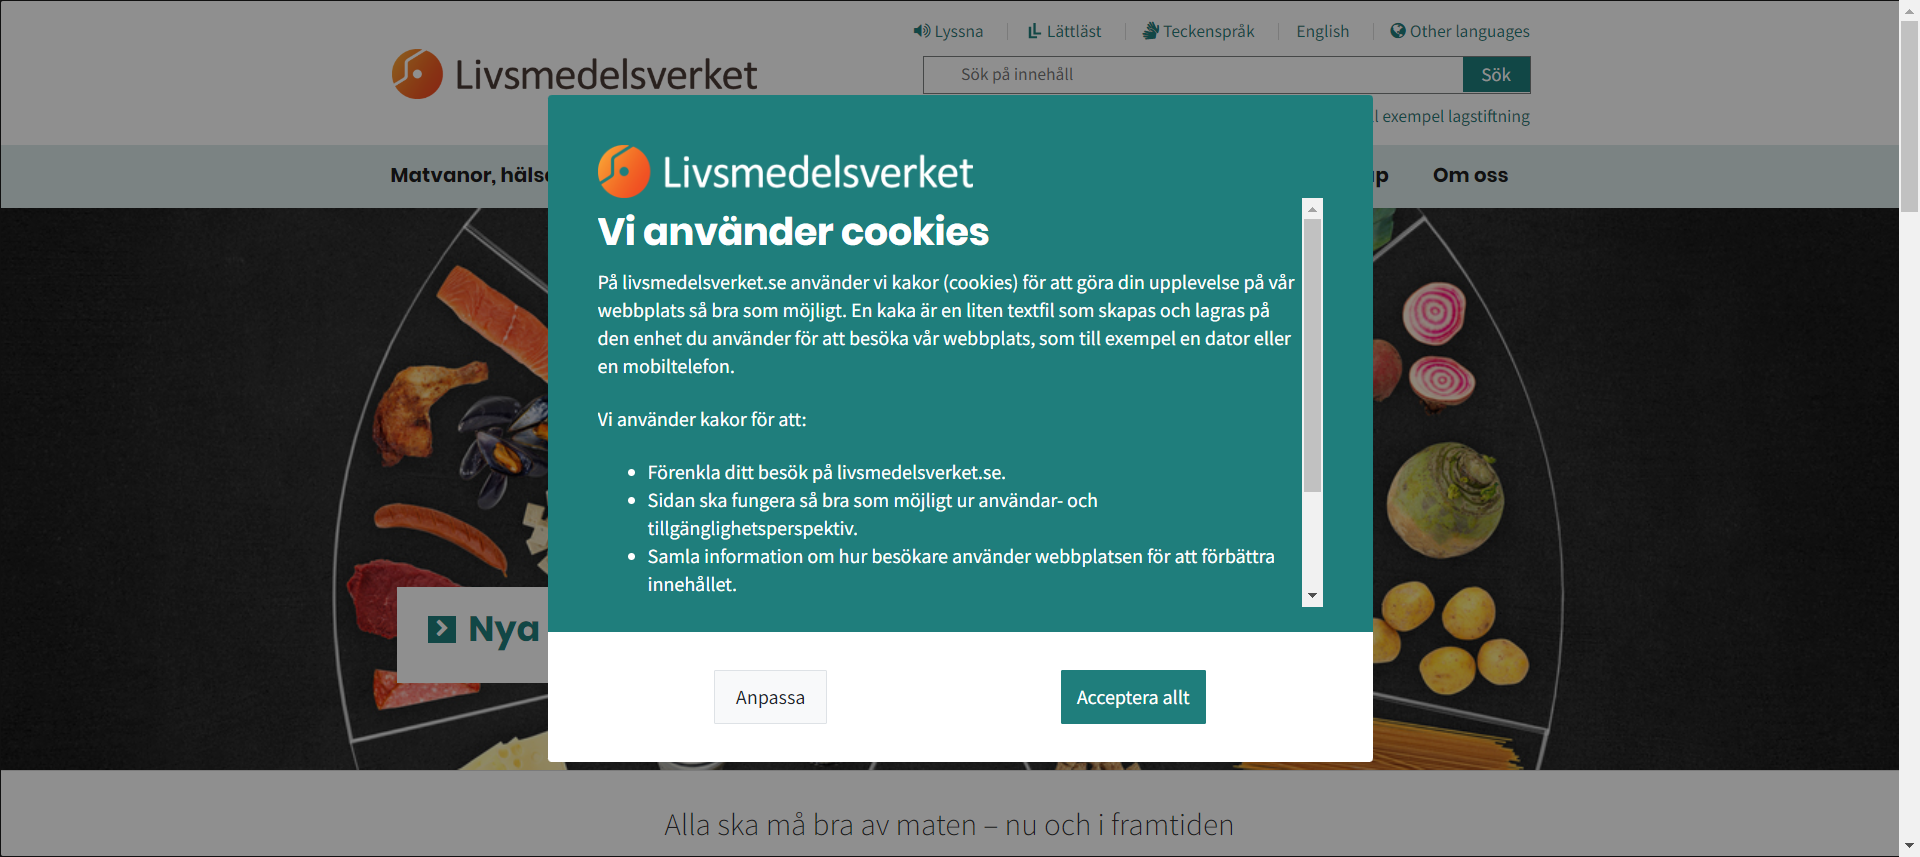 Lyssna
Lättläst
Teckenspråk
English
Other languages
Livsmedelsverket
Sök på innehåll
Sök
exempel lagstiftning
Matvanor,
Om oss
Livsmedelsverket
Vi använder cookies
På livsmedelsverket.se använder vi kakor (cookies) för att göra din upplevelse på vår
webbplats så bra som möjligt. En kaka är en liten textfil som skapas och lagras på
den enhet du använder för att besöka vår webbplats, som till exempel en dator eller
en mobiltelefon.
Vi använder kakor för att:
Förenkla ditt besök på livsmedelsverket.se.
Sidan ska fungera så bra som möjligt ur användar- och
tillgänglighetsperspektiv.
Samla information om hur besökare använder webbplatsen för att förbättra
innehållet.
Nya
Anpassa
Acceptera allt
Alla ska må bra av maten – nu och i framtiden